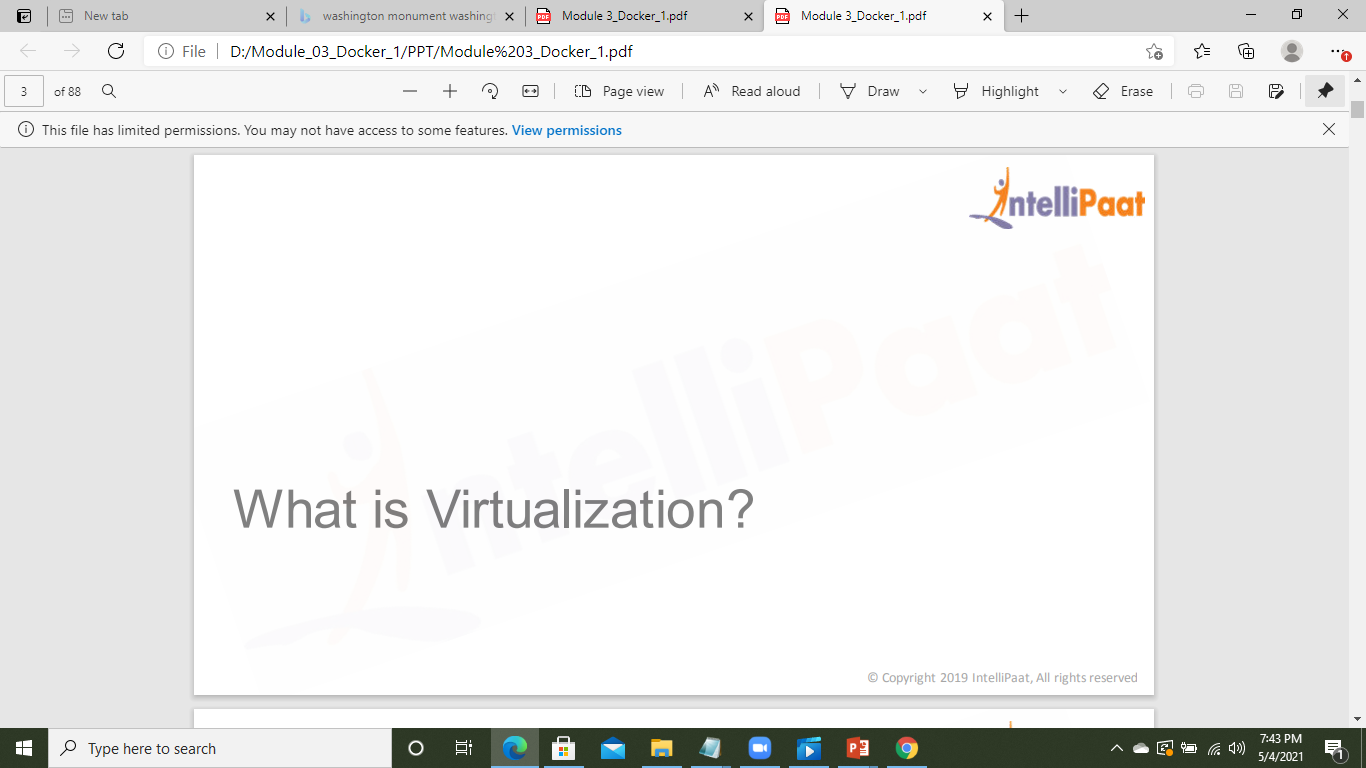 New tab
washington monument washing
Module 3_Docker_1.pdf
Module 3_Docker_1.pdf
File
D:/Module_03_Docker_1/PPT/Module%203_Docker_1.pdf
3 of 88
Page view
Read aloud
Draw
Highlight
Erase
This file has limited permissions. You may not have access to some features. View permissions
IntelliPaat
IntelliPaat
What is Virtualization?
© Copyright 2019 IntelliPaat, All rights reserved
Type here to search
7:43 PM
5/4/2021
1